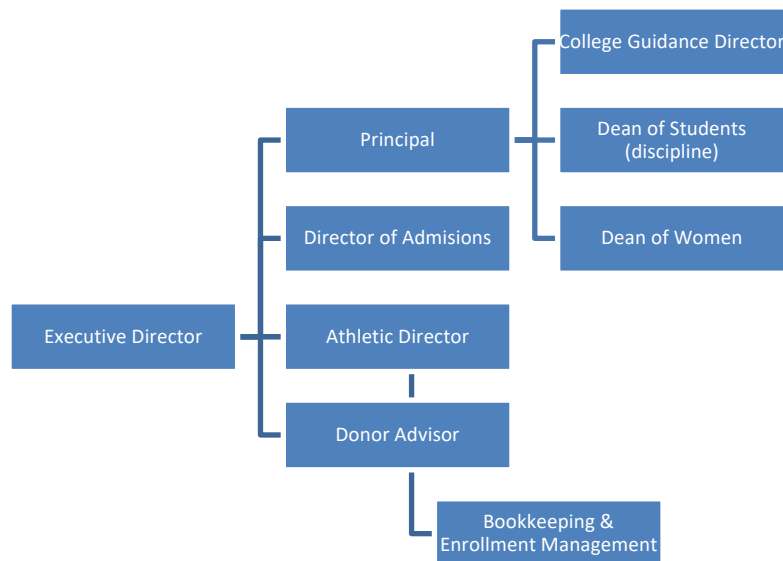 College Guidance Director
Principal
Dean of Students
(discipline)
Director of Admisions
Dean of Women
Executive Director
Athletic Director
Donor Advisor
Bookkeeping &
Enrollment Management